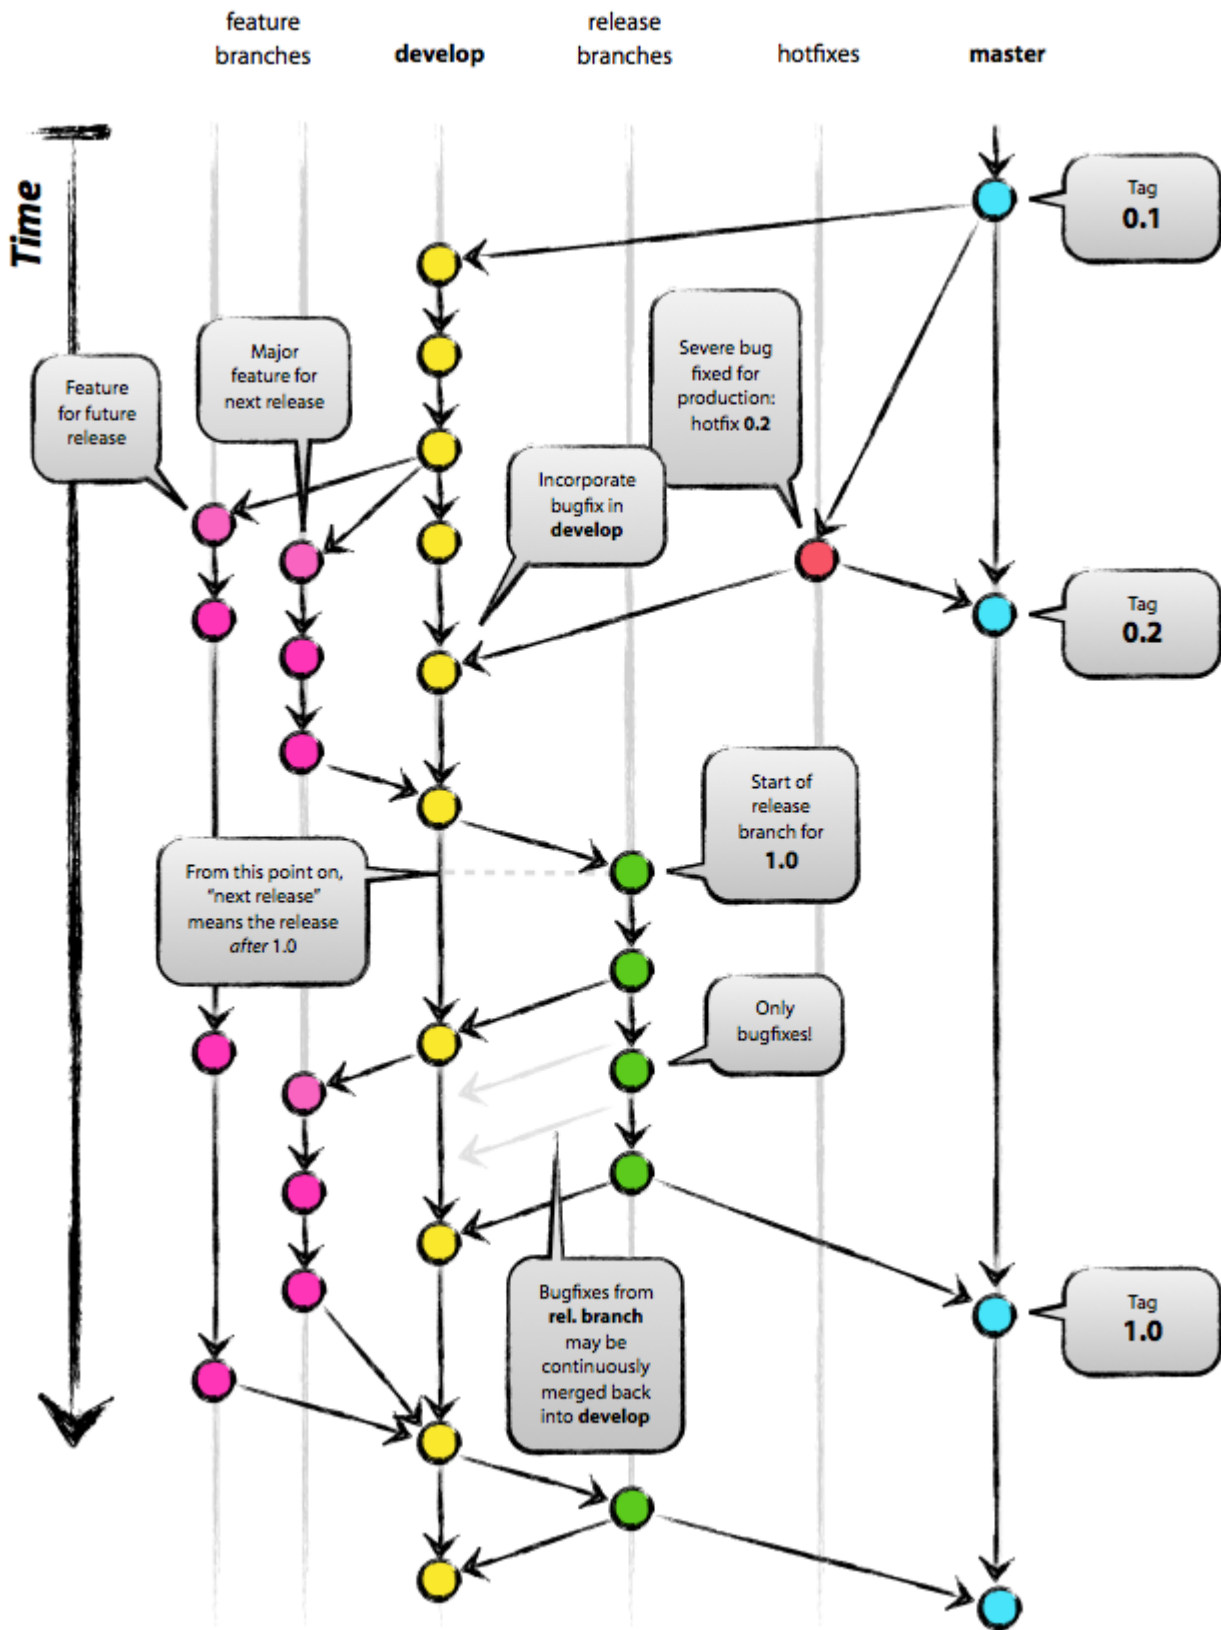 feature
branches
develop
release
branches
hotfixes
master
Time
Tag
0.1
Major
feature for
next release
Feature
for future
release
Severe bug
fixed for
production:
hotfix 0.2
Incorporate
bugfix in
develop
Tag
0.2
Start of
release
branch for
1.0
From this point on,
“next release”
means the release
after 1.0
Only
bugfixes!
Bugfixes from
rel. branch
may be
continuously
merged back
into develop
Tag
1.0